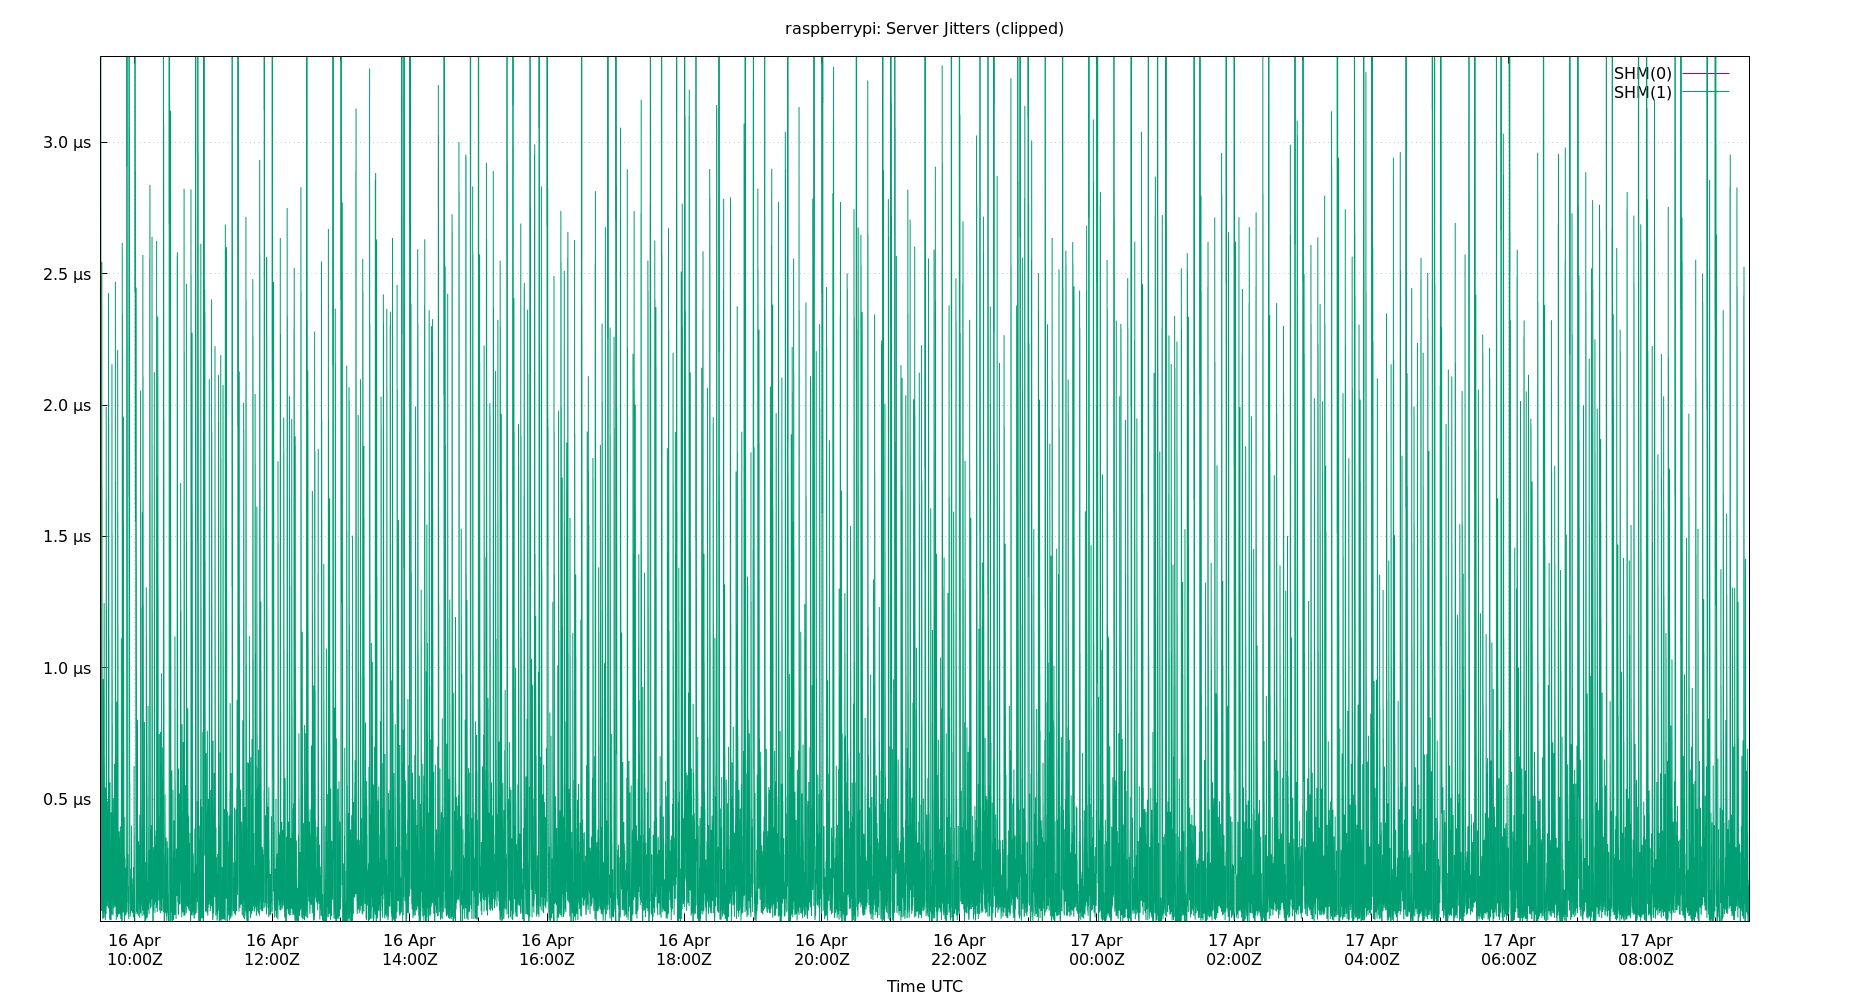 raspberrypi: Server Jitters (clipped)
SHM(0)
SHM(1)
3.0 µs
2.5 µs
2.0 µs
1.5 µs
1.0 µs
0.5 µs
16 Apr 16 Apr 16 Apr 16 Apr 16 Apr 16 Apr 16 Apr 17 Apr 17 Apr 17 Apr 17 Apr 17 Apr
10:00Z 12:00Z 14:00Z 16:00Z 18:00Z 20:00Z 22:00Z 00:00Z 02:00Z 04:00Z 06:00Z 08:00Z
Time UTC